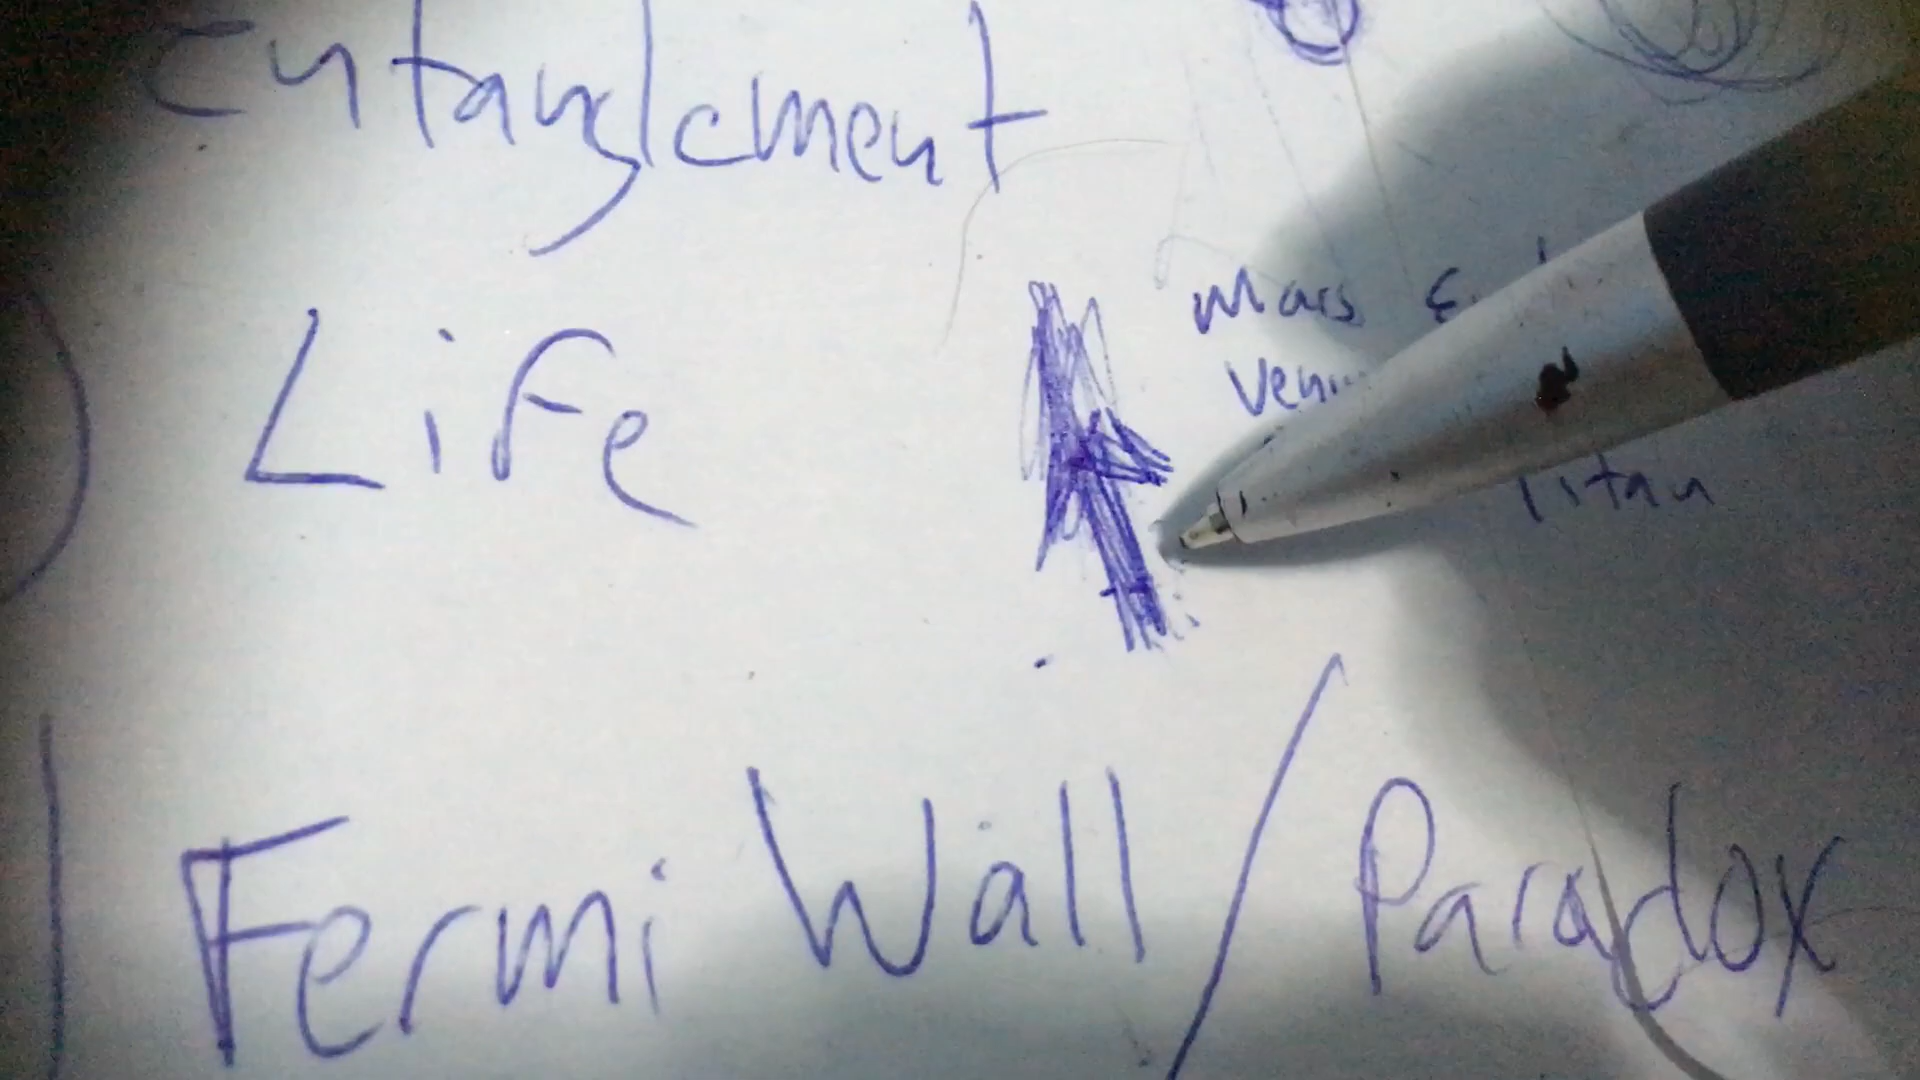 Entanglement
Life
Mars &
Titan
Fermi Wall / Paradox